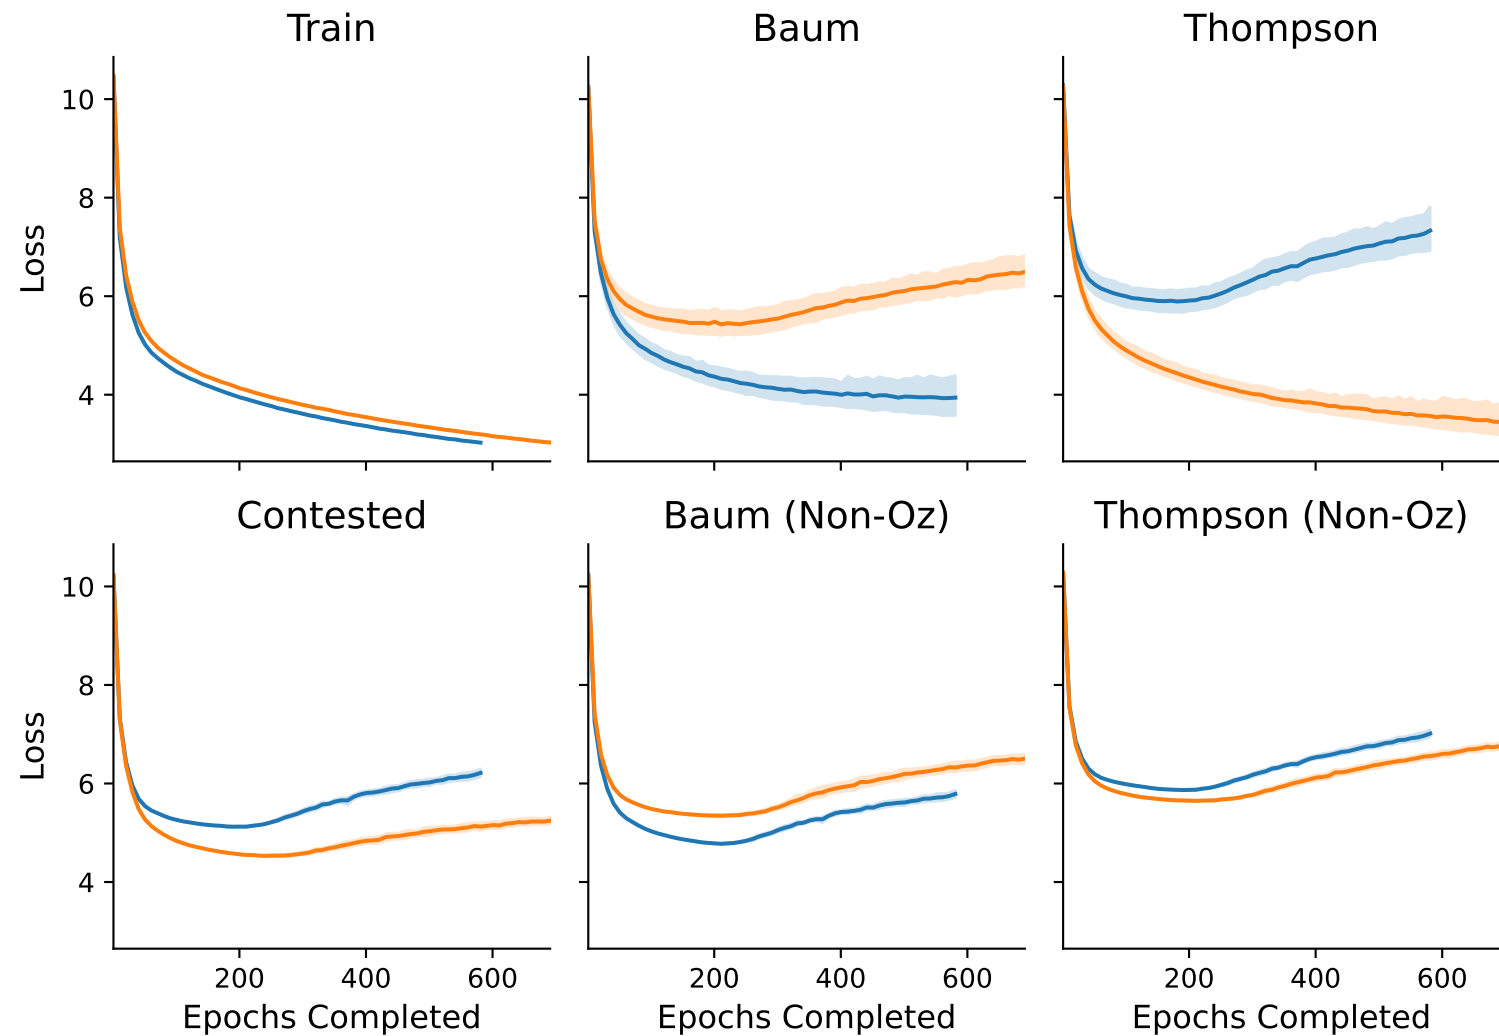 Train
Baum
Thompson
10
8
6
4
Loss
Contested
Baum (Non-Oz)
Thompson (Non-Oz)
10
8
6
4
Loss
200 400 600
200 400 600
200 400 600
Epochs Completed
Epochs Completed
Epochs Completed